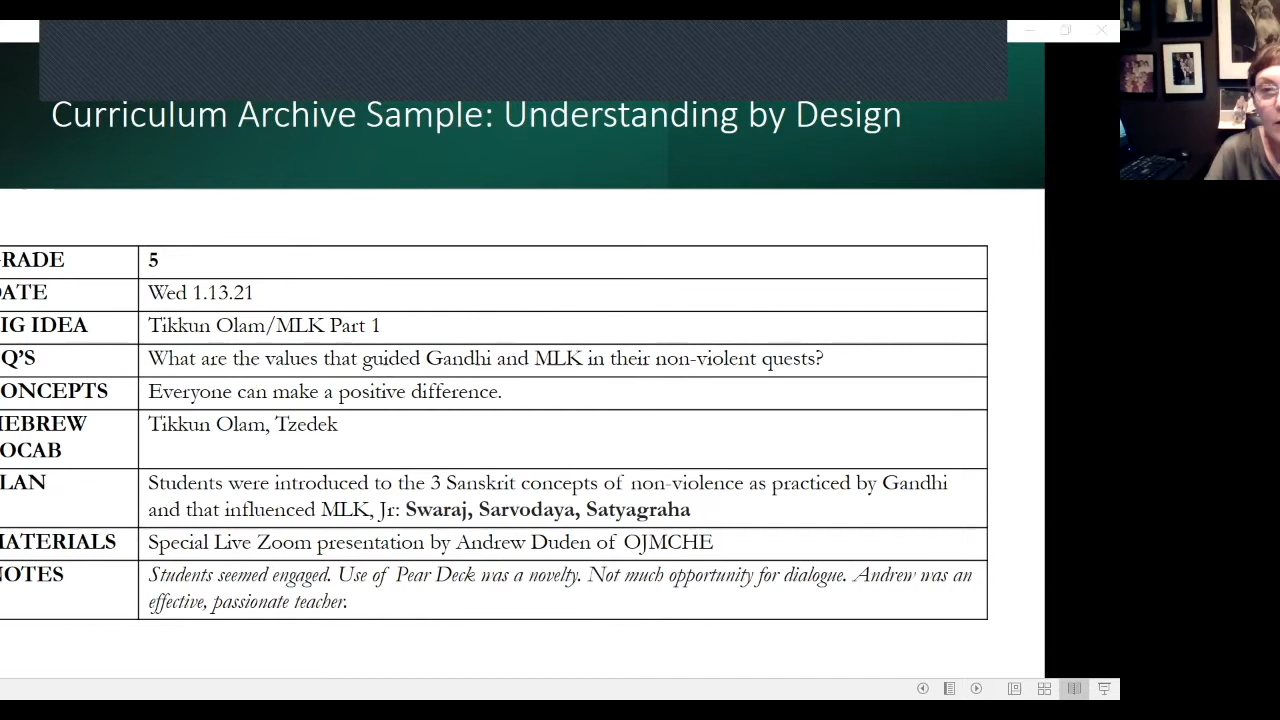 Curriculum Archive Sample: Understanding by Design
RADE 5
ATE Wed 1.13.21
IG IDEA Tikkun Olam/MLK Part 1
Q'S What are the values that guided Gandhi and MLK in their non-violent quests?
ONCEPTS Everyone can make a positive difference.
HEBREW Tikkun Olam, Tzedek
OCAB
LAN Students were introduced to the 3 Sanskrit concepts of non-violence as practiced by Gandhi
and that influenced MLK, Jr: Swaraj, Sarvodaya, Satyagraha
MATERIALS Special Live Zoom presentation by Andrew Duden of OJMCHE
NOTES Students seemed engaged. Use of Pear Deck was a novelty. Not much opportunity for dialogue. Andrew was an
effective, passionate teacher.